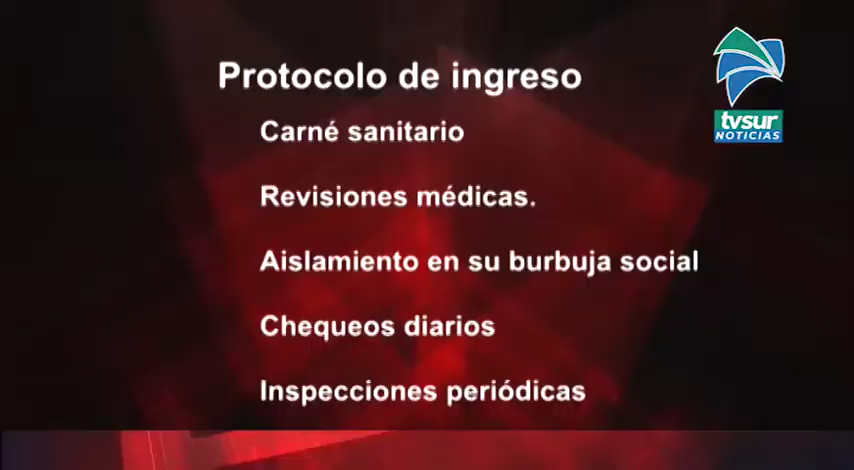 Protocolo de ingreso
Carné sanitario
Revisiones médicas.
Aislamiento en su burbuja social
Chequeos diarios
Inspecciones periódicas
tvsur
NOTICIAS